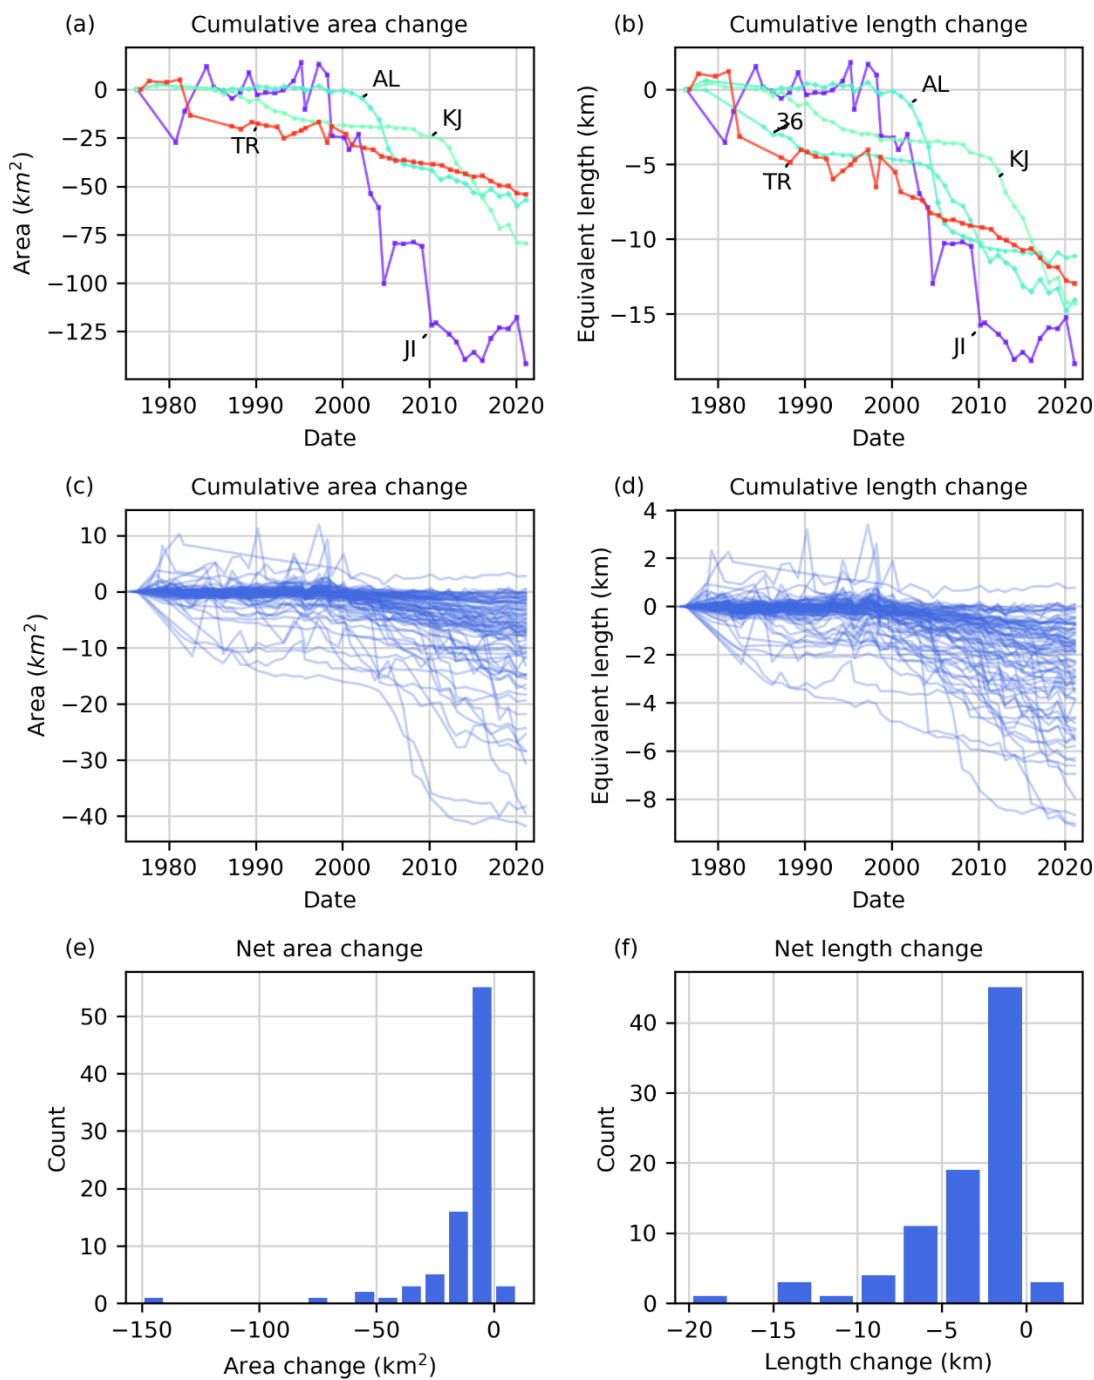 (a) Cumulative area change
0
−25
−50
−75
−100
−125
Area (km²)
AL
KJ
TR
JI
1980 1990 2000 2010 2020
Date
(b) Cumulative length change
0
−5
−10
−15
Equivalent length (km)
AL
36
KJ
TR
JI
1980 1990 2000 2010 2020
Date
(c) Cumulative area change
10
0
−10
−20
−30
−40
Area (km²)
1980 1990 2000 2010 2020
Date
(d) Cumulative length change
4
2
0
−2
−4
−6
−8
Equivalent length (km)
1980 1990 2000 2010 2020
Date
(e) Net area change
50
40
30
20
10
0
Count
−150 −100 −50 0
Area change (km²)
(f) Net length change
40
30
20
10
0
Count
−20 −15 −10 −5 0
Length change (km)